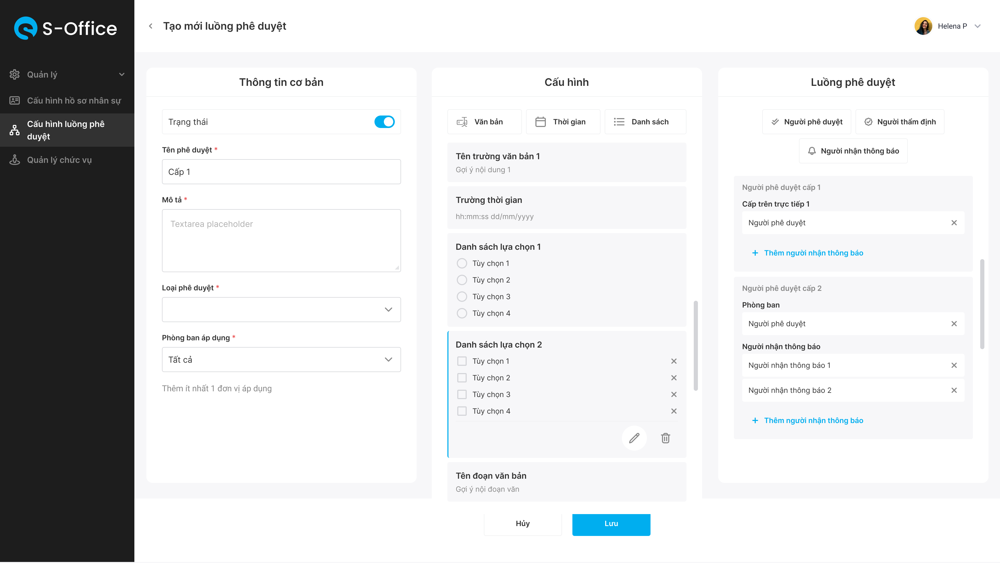 S-Office
Quản lý
Cấu hình hồ sơ nhân sự
Cấu hình luồng phê
duyệt
Quản lý chức vụ
Tạo mới luồng phê duyệt
Helena P
Thông tin cơ bản
Trạng thái
Tên phê duyệt *
Cấp 1
Mô tả *
Textarea placeholder
Loại phê duyệt *
Phòng ban áp dụng *
Tất cả
Thêm ít nhất 1 đơn vị áp dụng
Cấu hình
Văn bản
Thời gian
Danh sách
Tên trường văn bản 1
Gợi ý nội dung 1
Trường thời gian
hh:mm:ss dd/mm/yyyy
Danh sách lựa chọn 1
Tùy chọn 1
Tùy chọn 2
Tùy chọn 3
Tùy chọn 4
Danh sách lựa chọn 2
Tùy chọn 1
Tùy chọn 2
Tùy chọn 3
Tùy chọn 4
Tên đoạn văn bản
Gợi ý nội đoạn văn
Luồng phê duyệt
Người phê duyệt
Người thẩm định
Người nhận thông báo
Người phê duyệt cấp 1
Cấp trên trực tiếp 1
Người phê duyệt
+ Thêm người nhận thông báo
Người phê duyệt cấp 2
Phòng ban
Người phê duyệt
Người nhận thông báo
Người nhận thông báo 1
Người nhận thông báo 2
+ Thêm người nhận thông báo
Hủy
Lưu